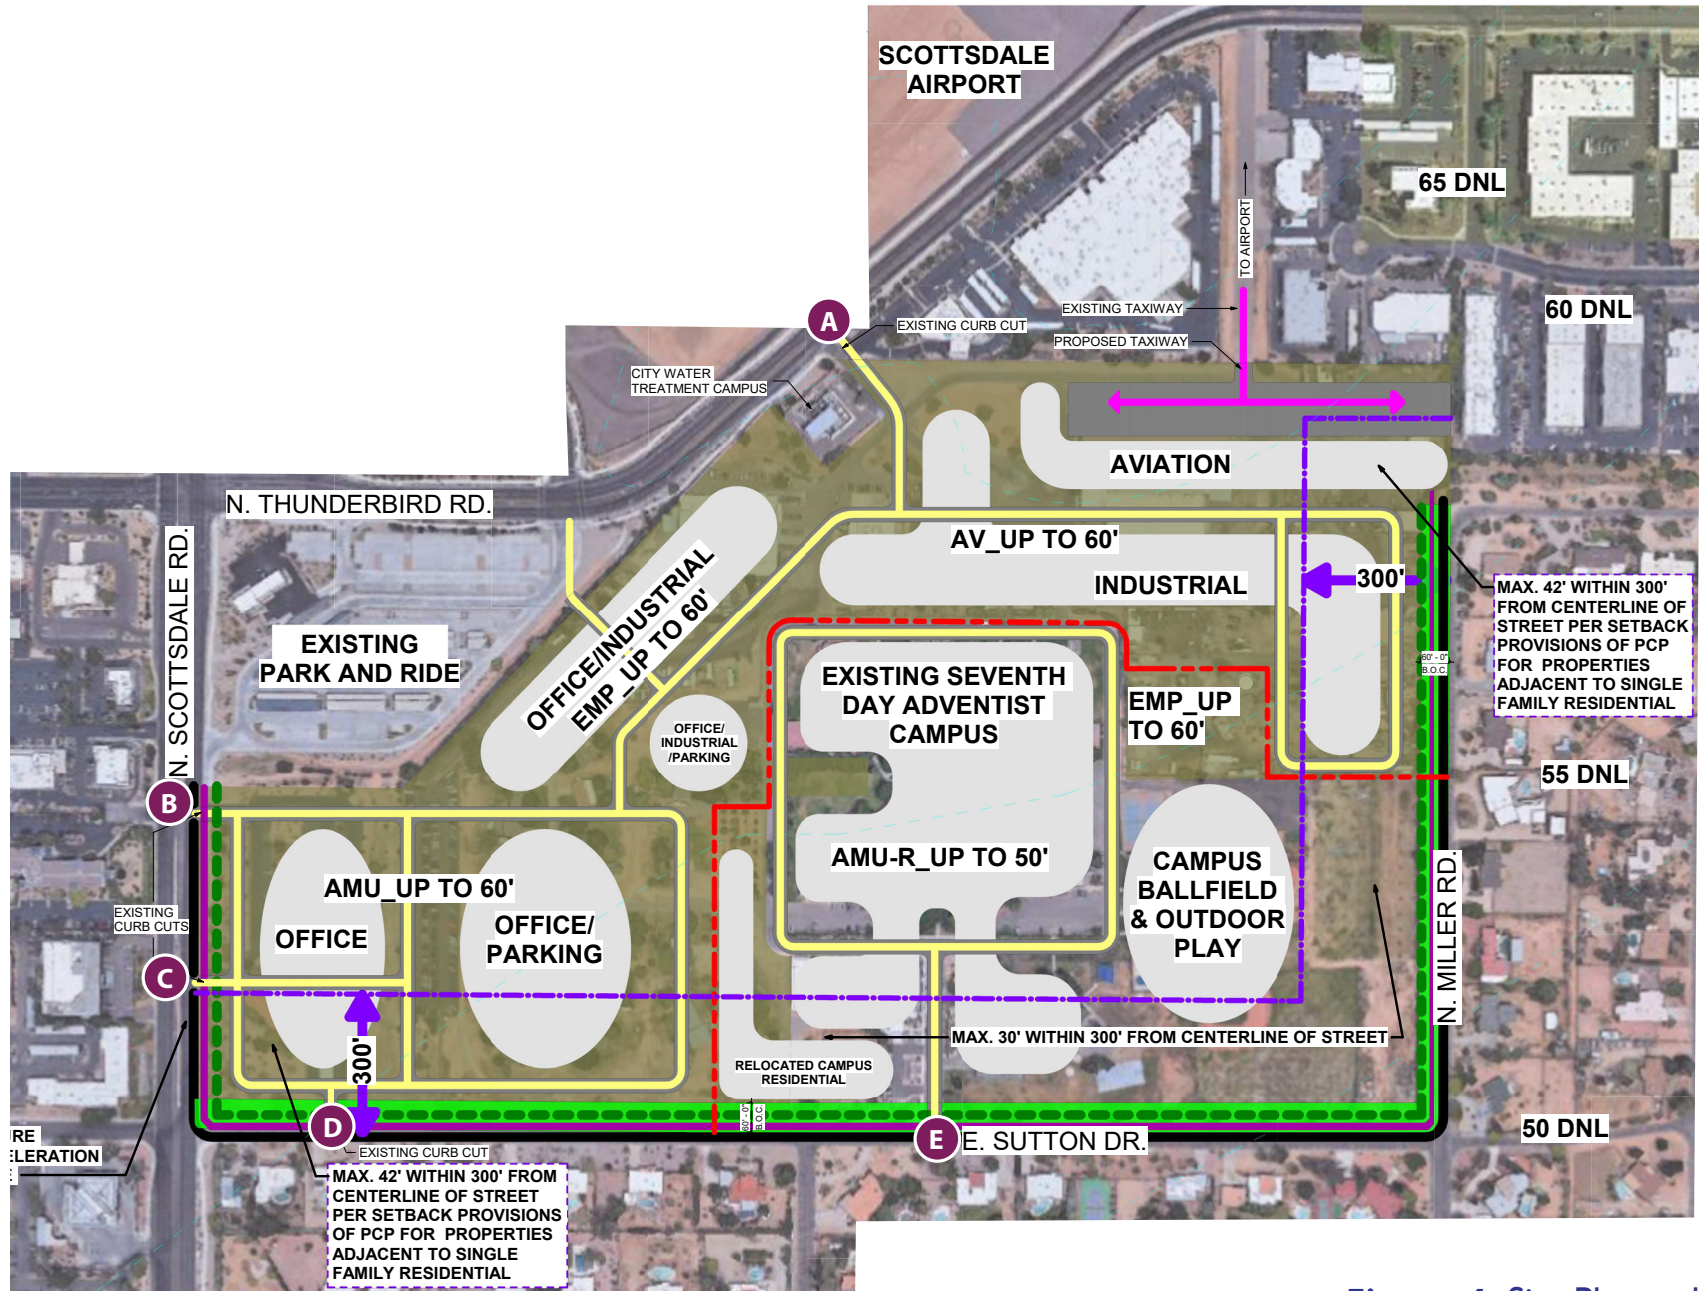 SCOTTSDALE
AIRPORT
65 DNL
TO AIRPORT
60 DNL
EXISTING TAXIWAY
PROPOSED TAXIWAY
A
EXISTING CURB CUT
CITY WATER
TREATMENT CAMPUS
AVIATION
N. THUNDERBIRD RD.
N. SCOTTSDALE RD.
AV_UP TO 60'
INDUSTRIAL
300'
OFFICE/INDUSTRIAL
EMP_UP TO 60'
MAX. 42' WITHIN 300'
FROM CENTERLINE OF
STREET PER SETBACK
PROVISIONS OF PCP
FOR PROPERTIES
ADJACENT TO SINGLE
FAMILY RESIDENTIAL
60' - 0"
B.O.C.
EXISTING
PARK AND RIDE
EXISTING SEVENTH
DAY ADVENTIST
CAMPUS
EMP_UP
TO 60'
OFFICE/
INDUSTRIAL
/PARKING
55 DNL
B
AMU-R_UP TO 50'
CAMPUS
BALLFIELD
& OUTDOOR
PLAY
AMU_UP TO 60'
OFFICE
OFFICE/
PARKING
EXISTING
CURB CUTS
C
N. MILLER RD.
300'
MAX. 30' WITHIN 300' FROM CENTERLINE OF STREET
RELOCATED CAMPUS
RESIDENTIAL
60' - 0"
B.O.C.
D
E
E. SUTTON DR.
50 DNL
EXISTING CURB CUT
MAX. 42' WITHIN 300' FROM
CENTERLINE OF STREET
PER SETBACK PROVISIONS
OF PCP FOR PROPERTIES
ADJACENT TO SINGLE
FAMILY RESIDENTIAL